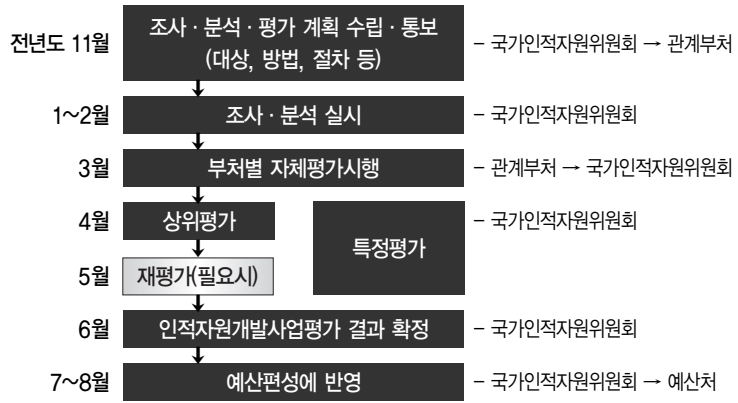 전년도 11월
조사·분석·평가 계획 수립·통보
(대상, 방법, 절차 등)
– 국가인적자원위원회 → 관계부처
1~2월
조사·분석 실시
– 국가인적자원위원회
3월
부처별 자체평가시행
– 관계부처 → 국가인적자원위원회
4월
상위평가
특정평가
– 국가인적자원위원회
5월
재평가(필요시)
6월
인적자원개발사업평가 결과 확정
– 국가인적자원위원회
7~8월
예산편성에 반영
– 국가인적자원위원회 → 예산처